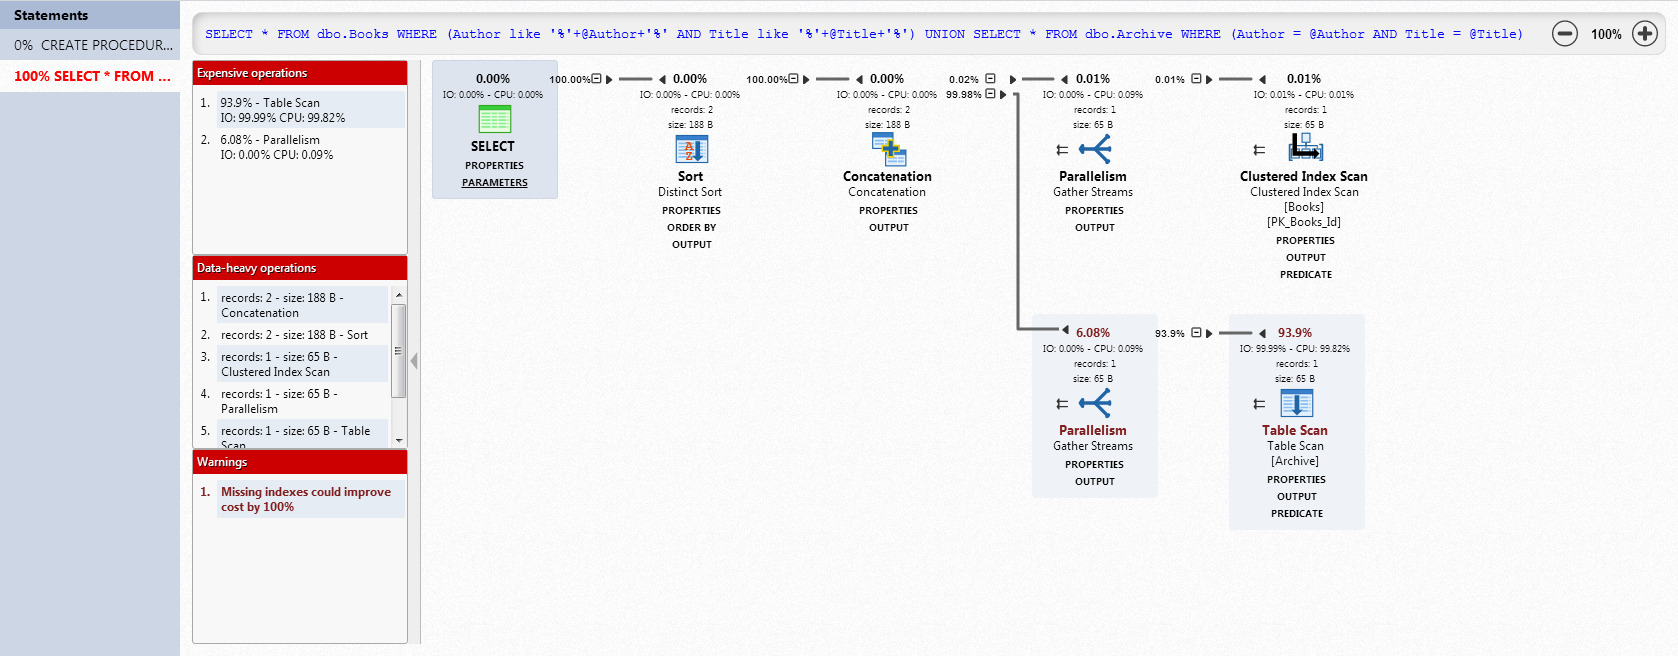 Statements
0% CREATE PROCEDUR...
100% SELECT * FROM ...
SELECT * FROM dbo.Books WHERE (Author like '%'+@Author+'%' AND Title like '%'+@Title+'%') UNION SELECT * FROM dbo.Archive WHERE (Author = @Author AND Title = @Title)
100%
Expensive operations
1. 93.9% - Table Scan
IO: 99.99% CPU: 99.82%
2. 6.08% - Parallelism
IO: 0.00% CPU: 0.09%
Data-heavy operations
1. records: 2 - size: 188 B -
Concatenation
2. records: 2 - size: 188 B - Sort
3. records: 1 - size: 65 B -
Clustered Index Scan
4. records: 1 - size: 65 B -
Parallelism
5. records: 1 - size: 65 B - Table
Scan
Warnings
1. Missing indexes could improve
cost by 100%
0.00%
IO: 0.00% - CPU: 0.00%
SELECT
PROPERTIES
PARAMETERS
100.00%
0.00%
IO: 0.00% - CPU: 0.00%
records: 2
size: 188 B
Sort
Distinct Sort
PROPERTIES
ORDER BY
OUTPUT
100.00%
0.00%
IO: 0.00% - CPU: 0.00%
records: 2
size: 188 B
Concatenation
Concatenation
PROPERTIES
OUTPUT
0.02%
99.98%
0.01%
IO: 0.00% - CPU: 0.09%
records: 1
size: 65 B
Parallelism
Gather Streams
PROPERTIES
OUTPUT
0.01%
0.01%
IO: 0.01% - CPU: 0.01%
records: 1
size: 65 B
Clustered Index Scan
Clustered Index Scan
[Books]
[PK_Books_Id]
PROPERTIES
OUTPUT
PREDICATE
6.08%
IO: 0.00% - CPU: 0.09%
records: 1
size: 65 B
Parallelism
Gather Streams
PROPERTIES
OUTPUT
93.9%
93.9%
IO: 99.99% - CPU: 99.82%
records: 1
size: 65 B
Table Scan
Table Scan
[Archive]
PROPERTIES
OUTPUT
PREDICATE